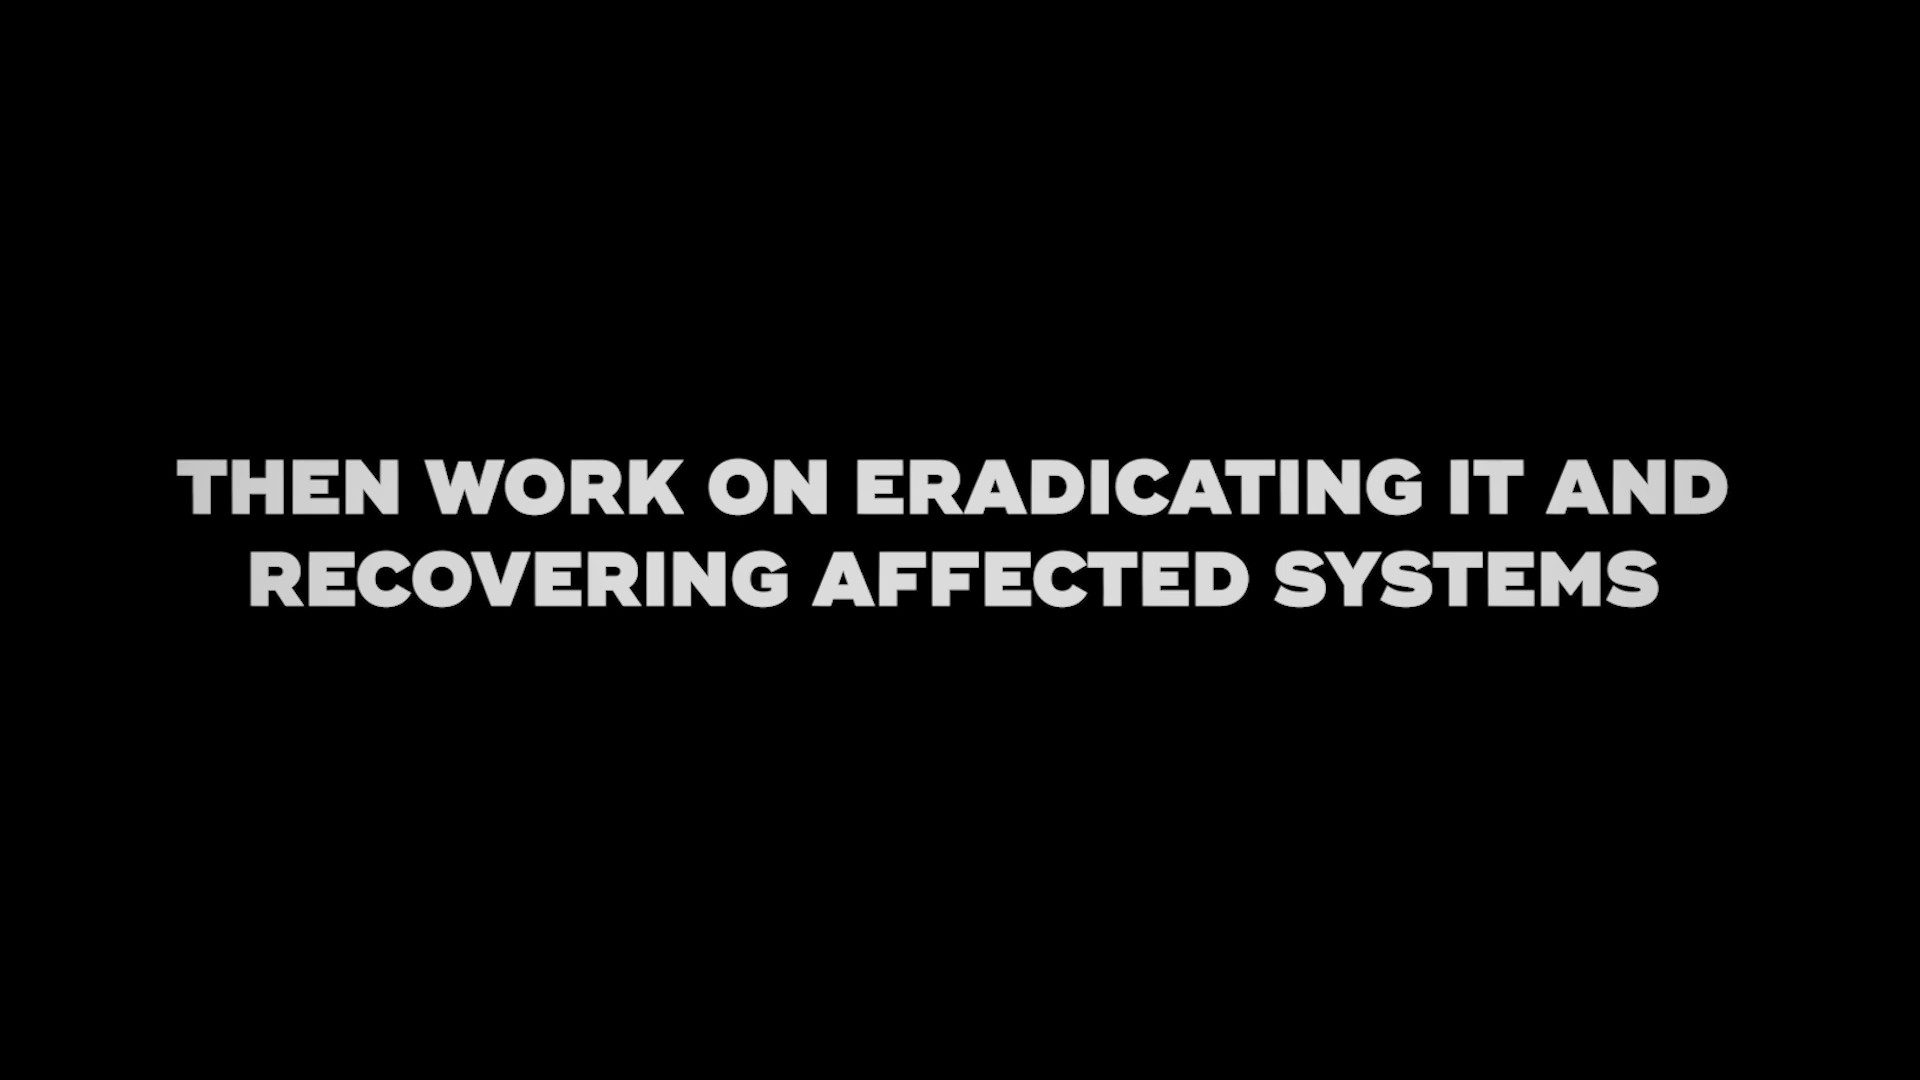 THEN WORK ON ERADICATING IT AND
RECOVERING AFFECTED SYSTEMS